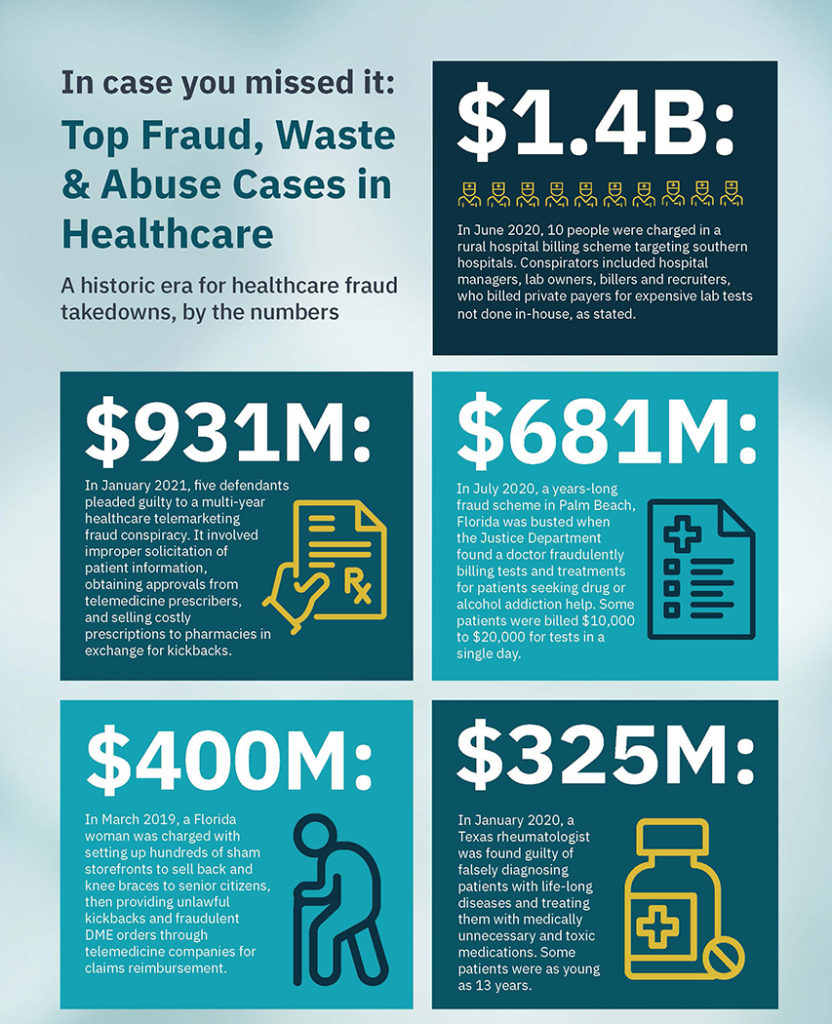 In case you missed it:
Top Fraud, Waste
& Abuse Cases in
Healthcare
A historic era for healthcare fraud
takedowns, by the numbers
$1.4B:
In June 2020, 10 people were charged in a
rural hospital billing scheme targeting southern
hospitals. Conspirators included hospital
managers, lab owners, billers and recruiters,
who billed private payers for expensive lab tests
not done in-house, as stated.
$931M:
In January 2021, five defendants
pleaded guilty to a multi-year
healthcare telemarketing
fraud conspiracy. It involved
improper solicitation of
patient information,
obtaining approvals from
telemedicine prescribers,
and selling costly
prescriptions to pharmacies in
exchange for kickbacks.
Rx
$681M:
In July 2020, a years-long
fraud scheme in Palm Beach,
Florida was busted when
the Justice Department
found a doctor fraudulently
billing tests and treatments
for patients seeking drug or
alcohol addiction help. Some
patients were billed $10,000
to $20,000 for tests in a
single day.
$400M:
In March 2019, a Florida
woman was charged with
setting up hundreds of sham
storefronts to sell back and
knee braces to senior citizens,
then providing unlawful
kickbacks and fraudulent
DME orders through
telemedicine companies for
claims reimbursement.
$325M:
In January 2020, a
Texas rheumatologist
was found guilty of
falsely diagnosing
patients with life-long
diseases and treating
them with medically
unnecessary and toxic
medications. Some
patients were as young
as 13 years.